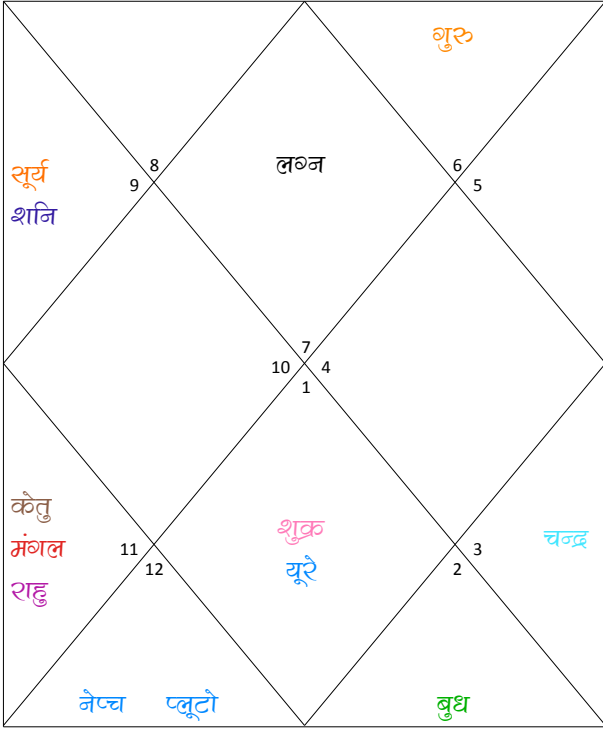 गुरु
8
लग्न
6
सूर्य
9
5
शनि
7
10 4
1
केतु
शुक्र
मंगल
11
3
चन्द्र
यूरे
12
2
राहु
नेप्च प्लूटो
बुध